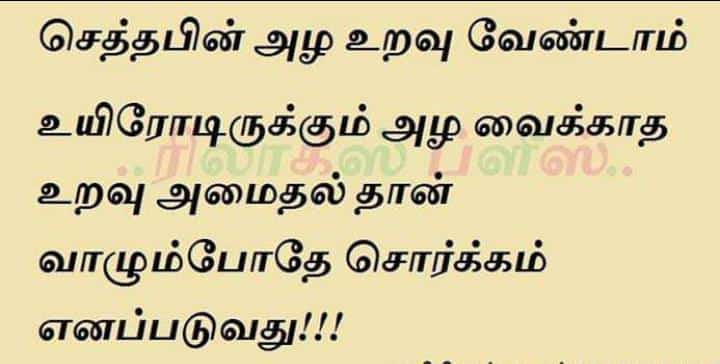 செத்தபின் அழ உறவு வேண்டாம்
உயிரோடிருக்கும் அழ வைக்காத
..ரிலாக்ஸ் ப்ளீஸ்..
உறவு அமைதல் தான்
வாழும்போதே சொர்க்கம்
எனப்படுவது!!!